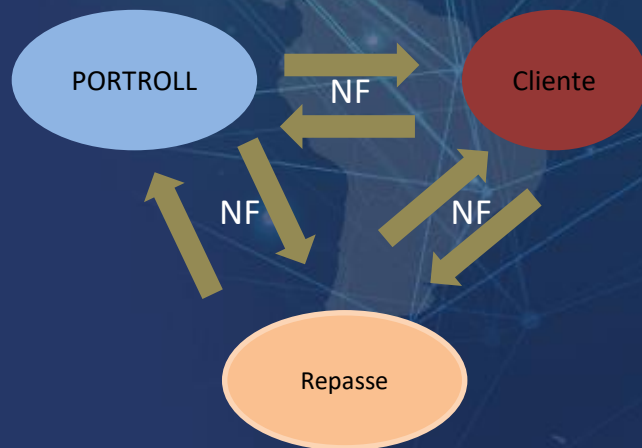 PORTROLL
Cliente
NF
NF
NF
Repasse